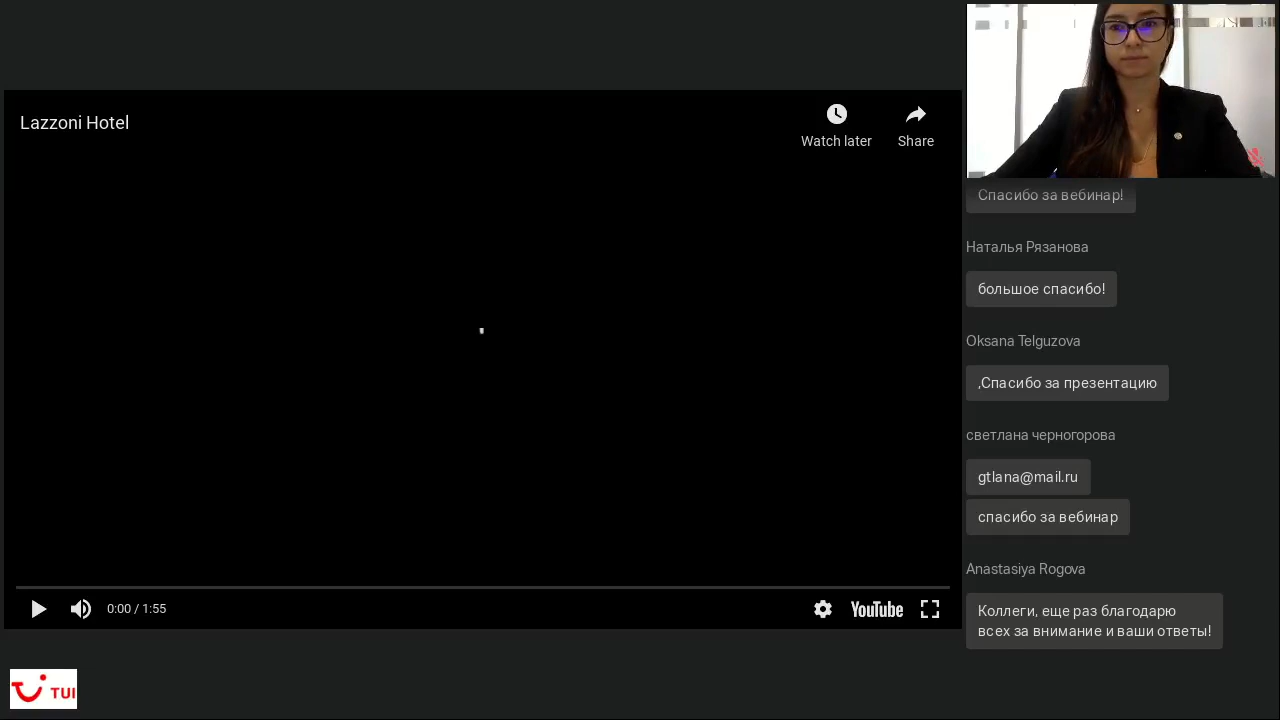 Lazzoni Hotel
Watch later
Share
0:00 / 1:55
YouTube
TUI
Спасибо за вебинар!
Наталья Рязанова
большое спасибо!
Oksana Telguzova
,Спасибо за презентацию
светлана черногорова
gtlana@mail.ru
спасибо за вебинар
Anastasiya Rogova
Коллеги, еще раз благодарю
всех за внимание и ваши ответы!